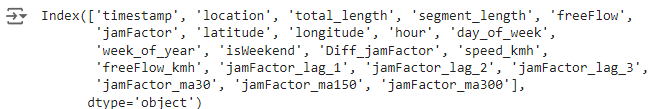 Index(['timestamp', 'location', 'total_length', 'segment_length', 'freeFlow',
'jamFactor', 'latitude', 'longitude', 'hour', 'day_of_week',
'week_of_year', 'isWeekend', 'Diff_jamFactor', 'speed_kmh',
'freeFlow_kmh', 'jamFactor_lag_1', 'jamFactor_lag_2', 'jamFactor_lag_3',
'jamFactor_ma30', 'jamFactor_ma150', 'jamFactor_ma300'],
dtype='object')